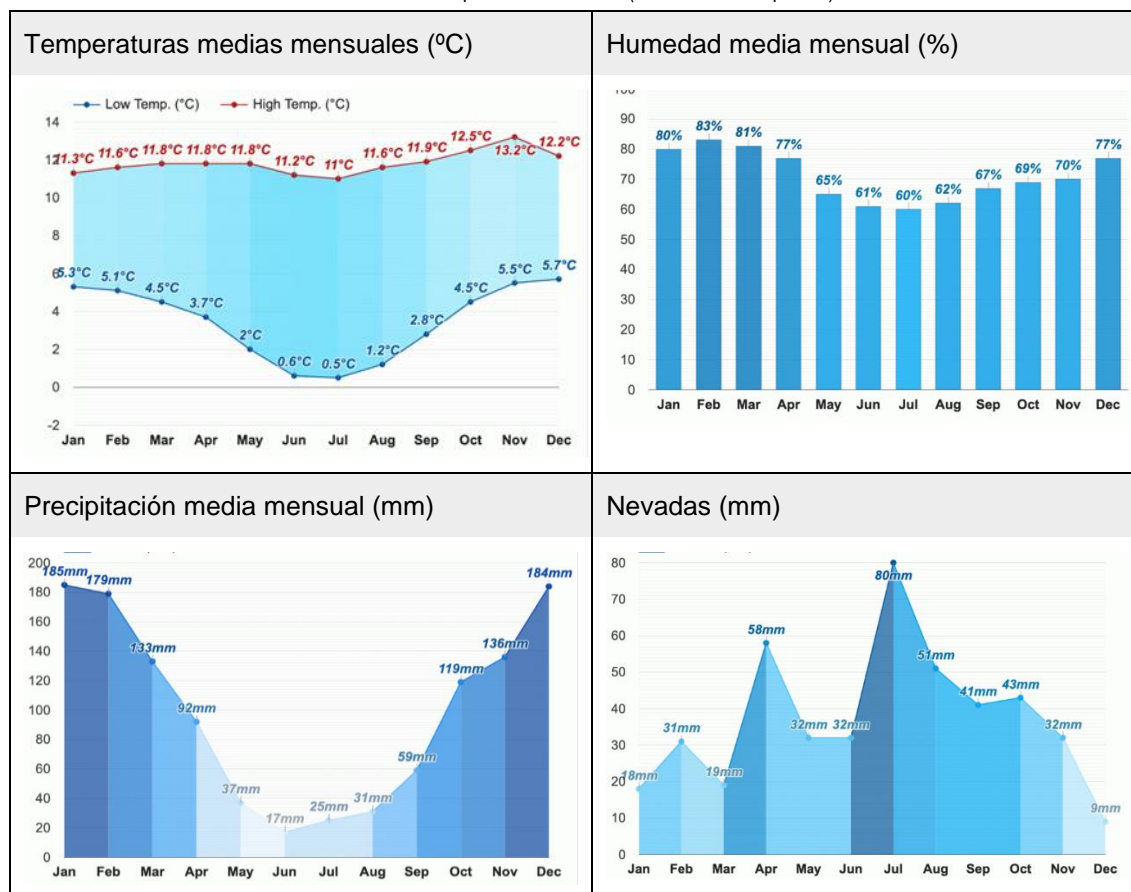 Temperaturas medias mensuales (ºC)
Humedad media mensual (%)
Low Temp. (°C) High Temp. (°C)
14
12
10
8
6
4
2
0
-2
11.3°C 11.6°C 11.8°C 11.8°C 11.8°C 11.2°C 11°C 11.6°C 11.9°C 12.5°C 13.2°C 12.2°C
5.3°C 5.1°C 4.5°C 3.7°C 2°C 0.6°C 0.5°C 1.2°C 2.8°C 4.5°C 5.5°C 5.7°C
Jan Feb Mar Apr May Jun Jul Aug Sep Oct Nov Dec
100
90
80
70
60
50
40
30
20
10
0
80% 83% 81% 77% 65% 61% 60% 62% 67% 69% 70% 77%
Jan Feb Mar Apr May Jun Jul Aug Sep Oct Nov Dec
Precipitación media mensual (mm)
Nevadas (mm)
200
180
160
140
120
100
80
60
40
20
0
185mm 179mm 133mm 92mm 37mm 17mm 25mm 31mm 59mm 119mm 136mm 184mm
Jan Feb Mar Apr May Jun Jul Aug Sep Oct Nov Dec
80
70
60
50
40
30
20
10
0
18mm 31mm 19mm 58mm 32mm 32mm 80mm 51mm 41mm 43mm 32mm 9mm
Jan Feb Mar Apr May Jun Jul Aug Sep Oct Nov Dec